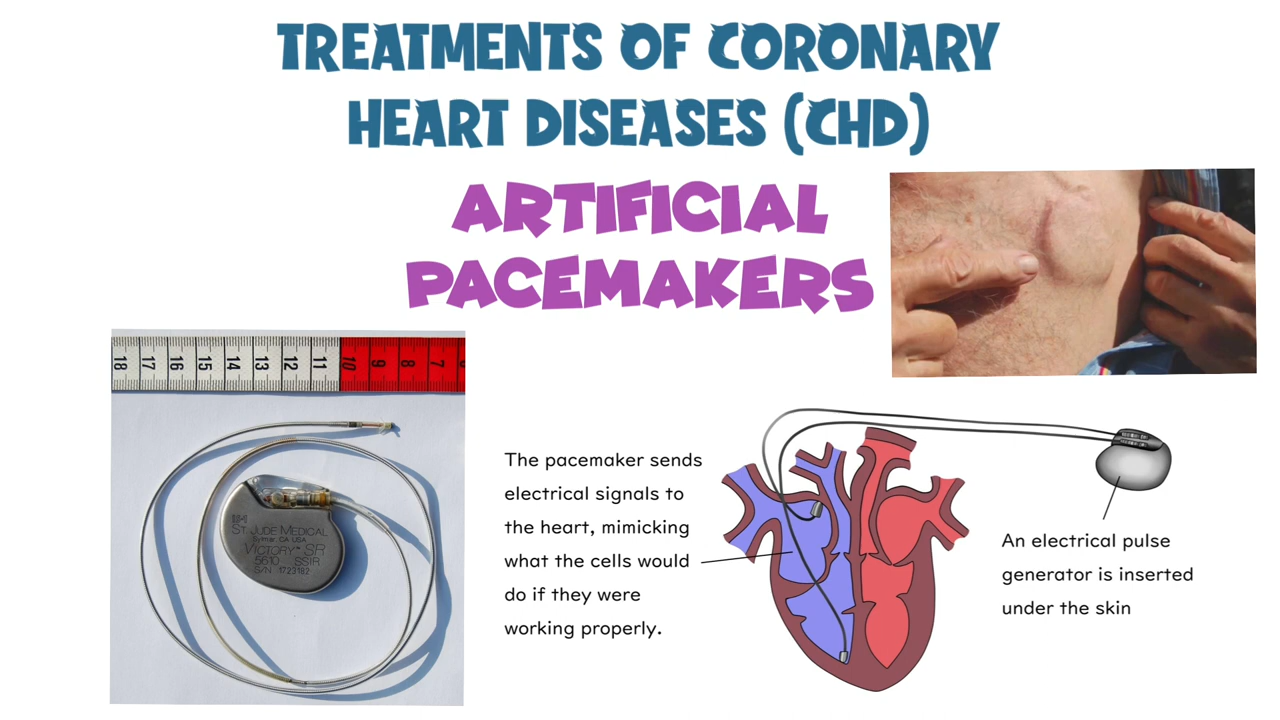 TREATMENTS OF CORONARY
HEART DISEASES (CHD)
ARTIFICIAL
PACEMAKERS
18 17 16 15 14 13 12 11 10 9 8 7
ST. JUDE MEDICAL
Sylmar, CA USA
VICTORY™ SR
5610 SSIR
S/N 1723182
The pacemaker sends
electrical signals to
the heart, mimicking
what the cells would
do if they were
working properly.
An electrical pulse
generator is inserted
under the skin